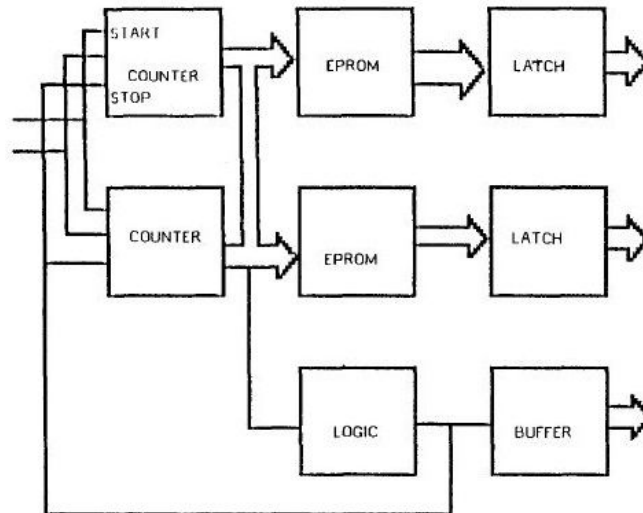 START
COUNTER
STOP
EPROM
LATCH
COUNTER
EPROM
LATCH
LOGIC
BUFFER